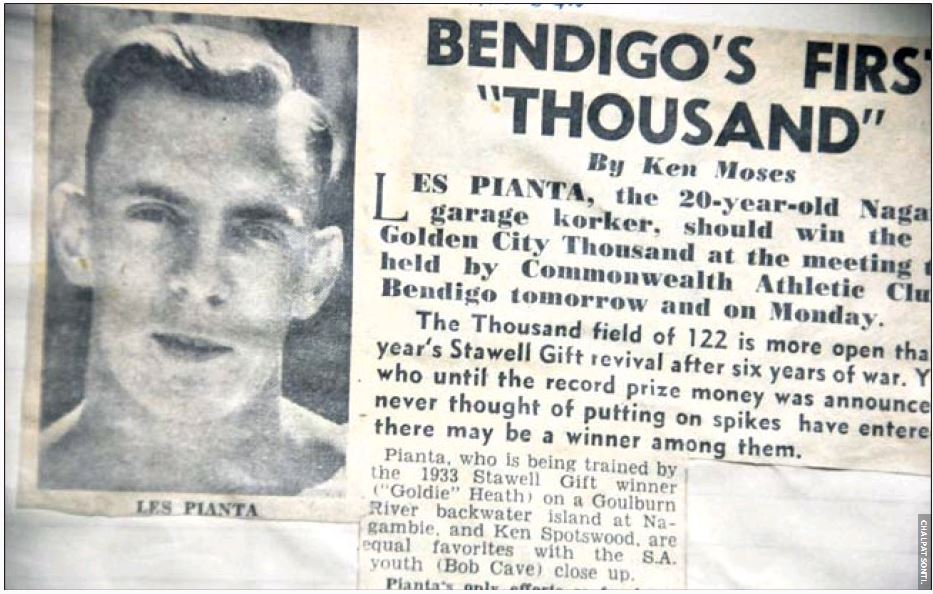 BENDIGO'S FIRS
"THOUSAND"
By Ken Moses
LES PIANTA, the 20-year-old Naga
garage korker, should win the
Golden City Thousand at the meeting t
held by Commonwealth Athletic Clu
Bendigo tomorrow and on Monday.
The Thousand field of 122 is more open tha
year's Stawell Gift revival after six years of war. Y
who until the record prize money was announce
never thought of putting on spikes have entere
there may be a winner among them.
Pianta, who is being trained by
the 1933 Stawell Gift winner
("Goldie" Heath) on a Goulburn
River backwater island at Na-
gambie, and Ken Spotswood, are
equal favorites with the S.A.
youth (Bob Cave) close up.
Pianta's only efforts
LES PIANTA
CHALPAT SONTI.